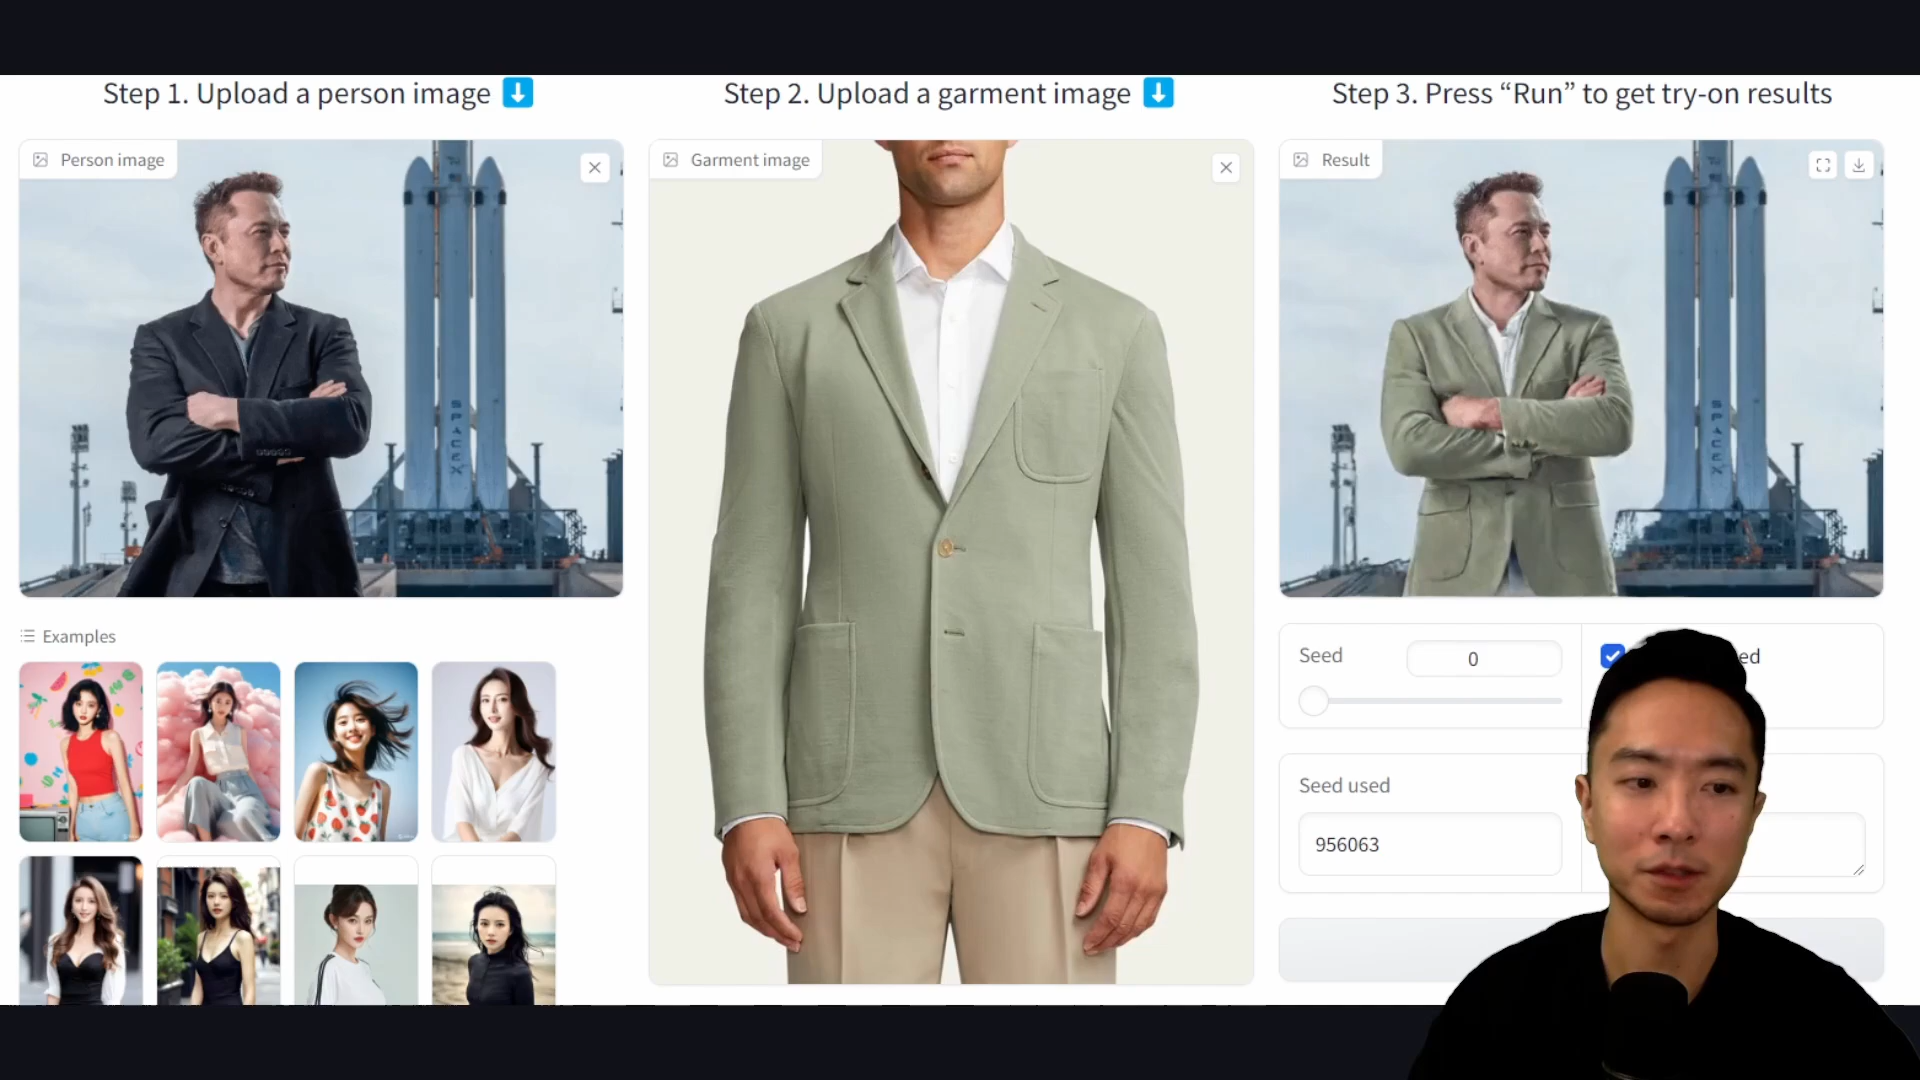 Step 1. Upload a person image
Step 2. Upload a garment image
Step 3. Press “Run” to get try-on results
Person image
Garment image
Result
SPACEX
SPACEX
Examples
Seed
0
ed
Seed used
956063